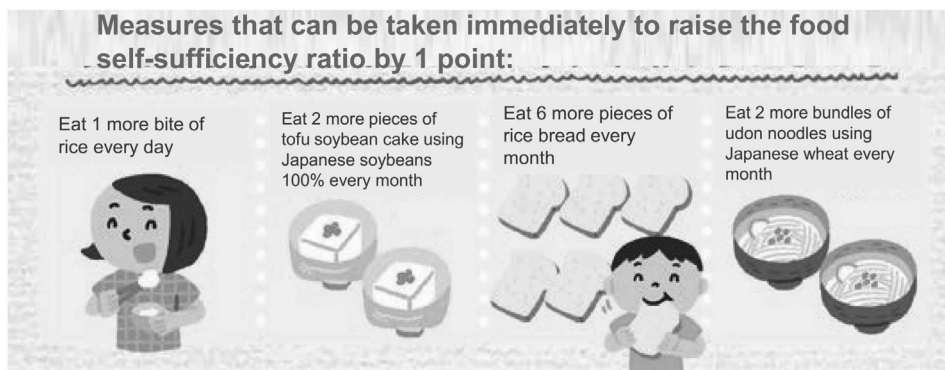 Measures that can be taken immediately to raise the food
self-sufficiency ratio by 1 point:
Eat 1 more bite of
rice every day
Eat 2 more pieces of
tofu soybean cake using
Japanese soybeans
100% every month
Eat 6 more pieces of
rice bread every
month
Eat 2 more bundles of
udon noodles using
Japanese wheat every
month